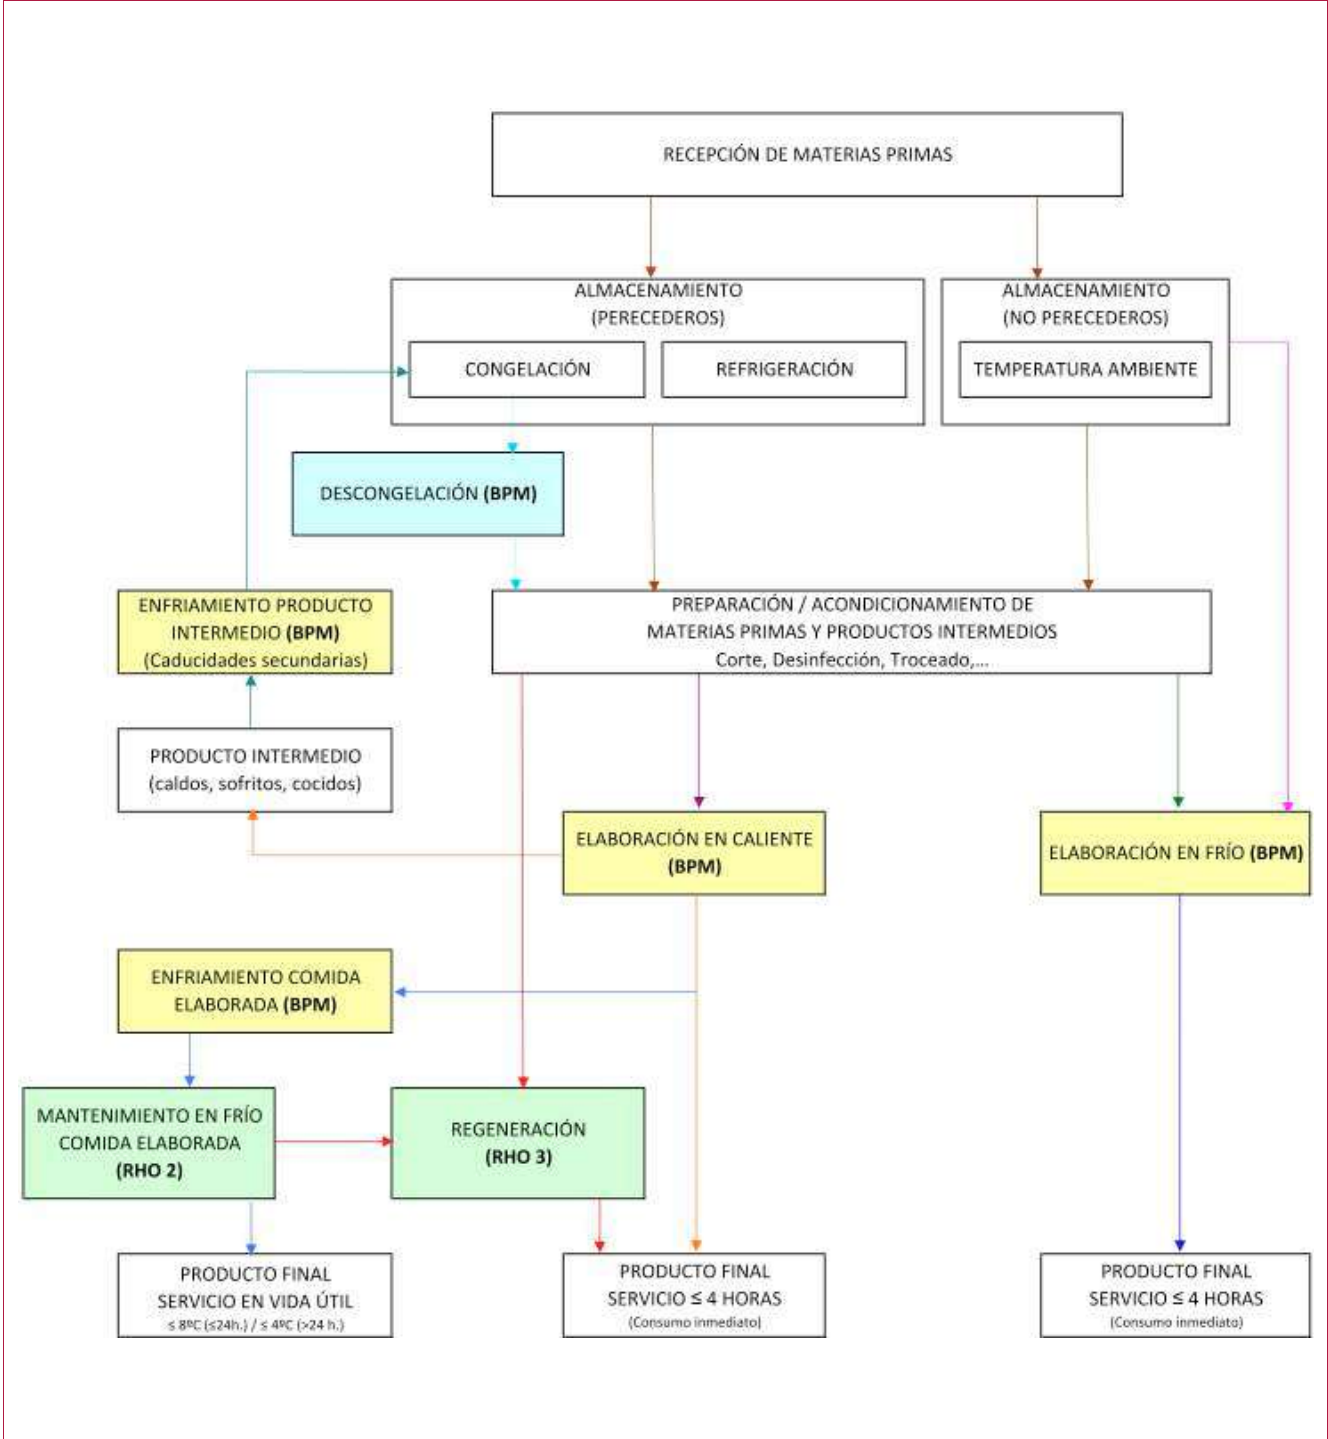 RECEPCIÓN DE MATERIAS PRIMAS
ALMACENAMIENTO
(PERECEDEROS)
CONGELACIÓN
REFRIGERACIÓN
ALMACENAMIENTO
(NO PERECEDEROS)
TEMPERATURA AMBIENTE
DESCONGELACIÓN (BPM)
ENFRIAMIENTO PRODUCTO
INTERMEDIO (BPM)
(Caducidades secundarias)
PREPARACIÓN / ACONDICIONAMIENTO DE
MATERIAS PRIMAS Y PRODUCTOS INTERMEDIOS
Corte, Desinfección, Troceado,...
PRODUCTO INTERMEDIO
(caldos, sofritos, cocidos)
ELABORACIÓN EN CALIENTE
(BPM)
ELABORACIÓN EN FRÍO (BPM)
ENFRIAMIENTO COMIDA
ELABORADA (BPM)
MANTENIMIENTO EN FRÍO
COMIDA ELABORADA
(RHO 2)
REGENERACIÓN
(RHO 3)
PRODUCTO FINAL
SERVICIO EN VIDA ÚTIL
≤ 8ºC (≤24h.) / ≤ 4ºC (>24 h.)
PRODUCTO FINAL
SERVICIO ≤ 4 HORAS
(Consumo inmediato)
PRODUCTO FINAL
SERVICIO ≤ 4 HORAS
(Consumo inmediato)